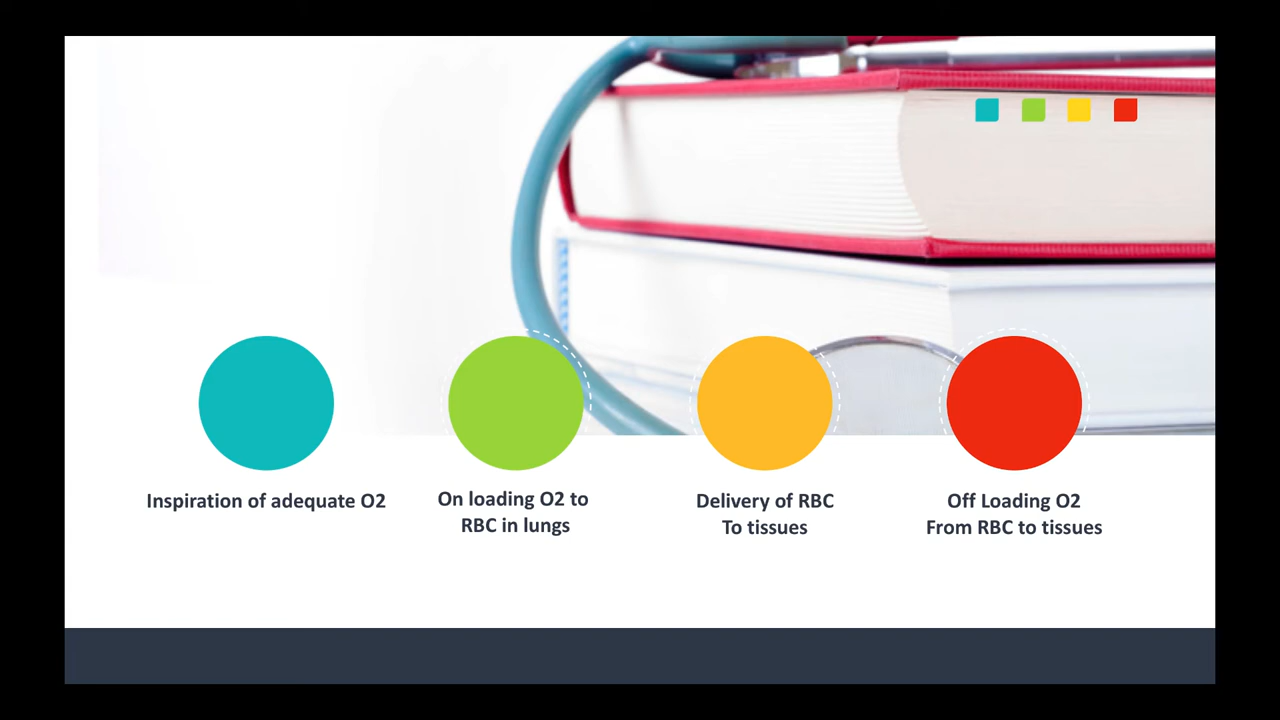 Inspiration of adequate O2
On loading O2 to
RBC in lungs
Delivery of RBC
To tissues
Off Loading O2
From RBC to tissues